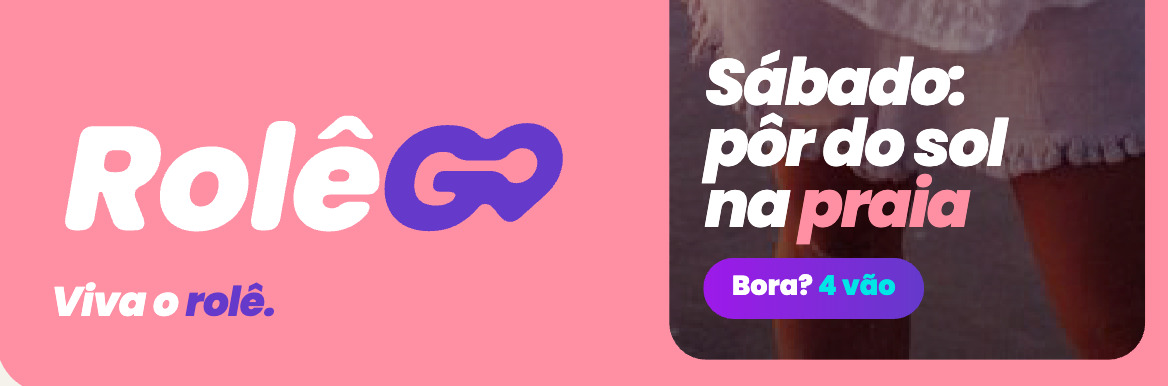 RolêGO
Viva o rolê.
Sábado:
pôr do sol
na praia
Bora? 4 vão